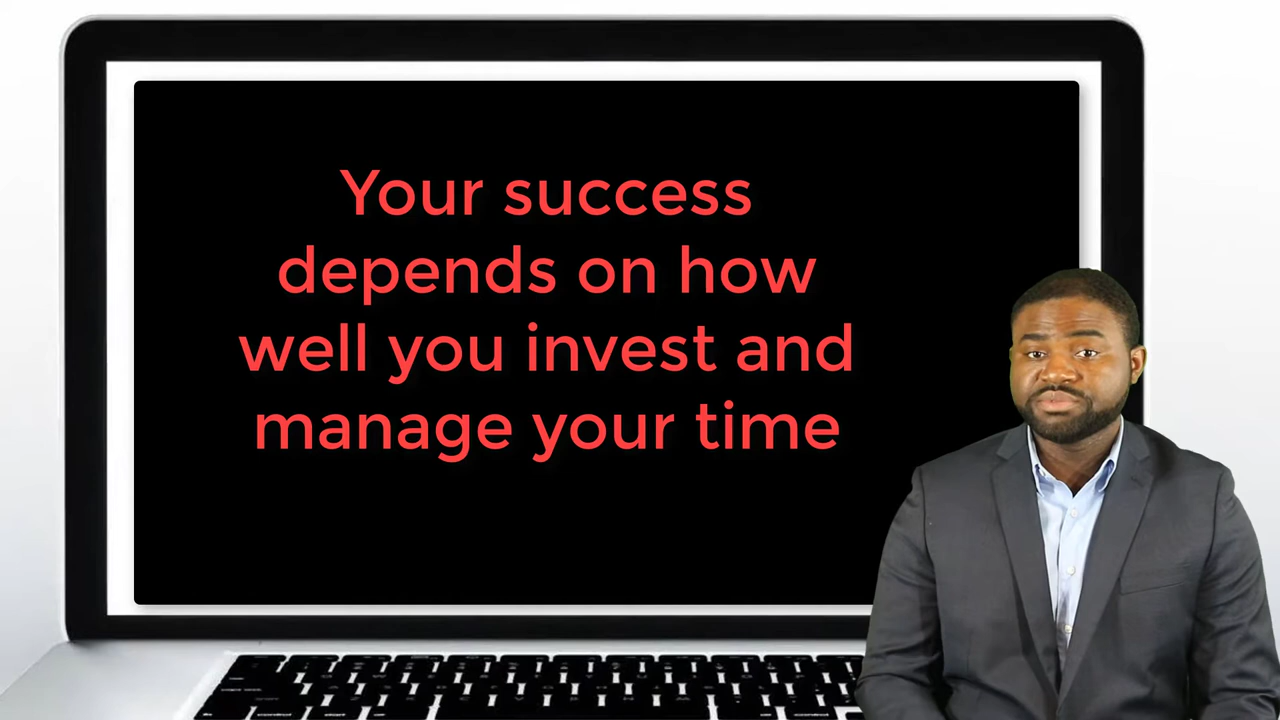 Your success
depends on how
well you invest and
manage your time